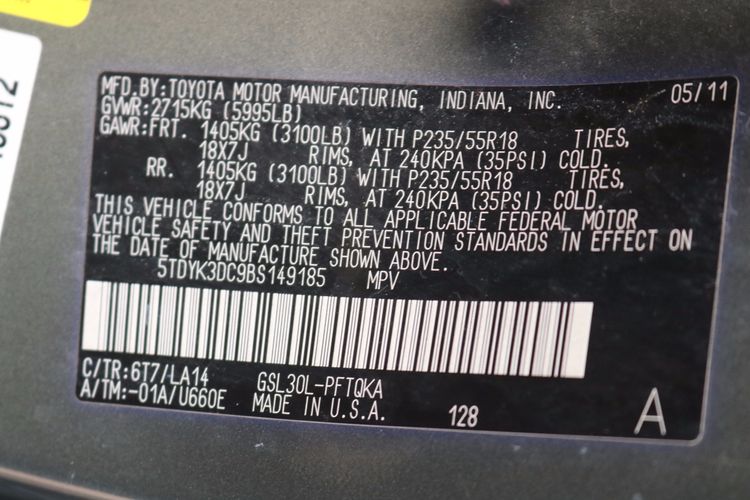 MFD.BY:TOYOTA MOTOR MANUFACTURING, INDIANA, INC. 05/11
GVWR:2715KG (5995LB)
GAWR:FRT. 1405KG (3100LB) WITH P235/55R18 TIRES,
18X7J RIMS, AT 240KPA (35PSI) COLD.
RR. 1405KG (3100LB) WITH P235/55R18 TIRES,
18X7J RIMS, AT 240KPA (35PSI) COLD.
THIS VEHICLE CONFORMS TO ALL APPLICABLE FEDERAL MOTOR
VEHICLE SAFETY AND THEFT PREVENTION STANDARDS IN EFFECT ON
THE DATE OF MANUFACTURE SHOWN ABOVE.
5TDYK3DC9BS149185 MPV
C/TR:6T7/LA14 GSL30L-PFTQKA
A/TM:-01A/U660E MADE IN U.S.A. 128 A